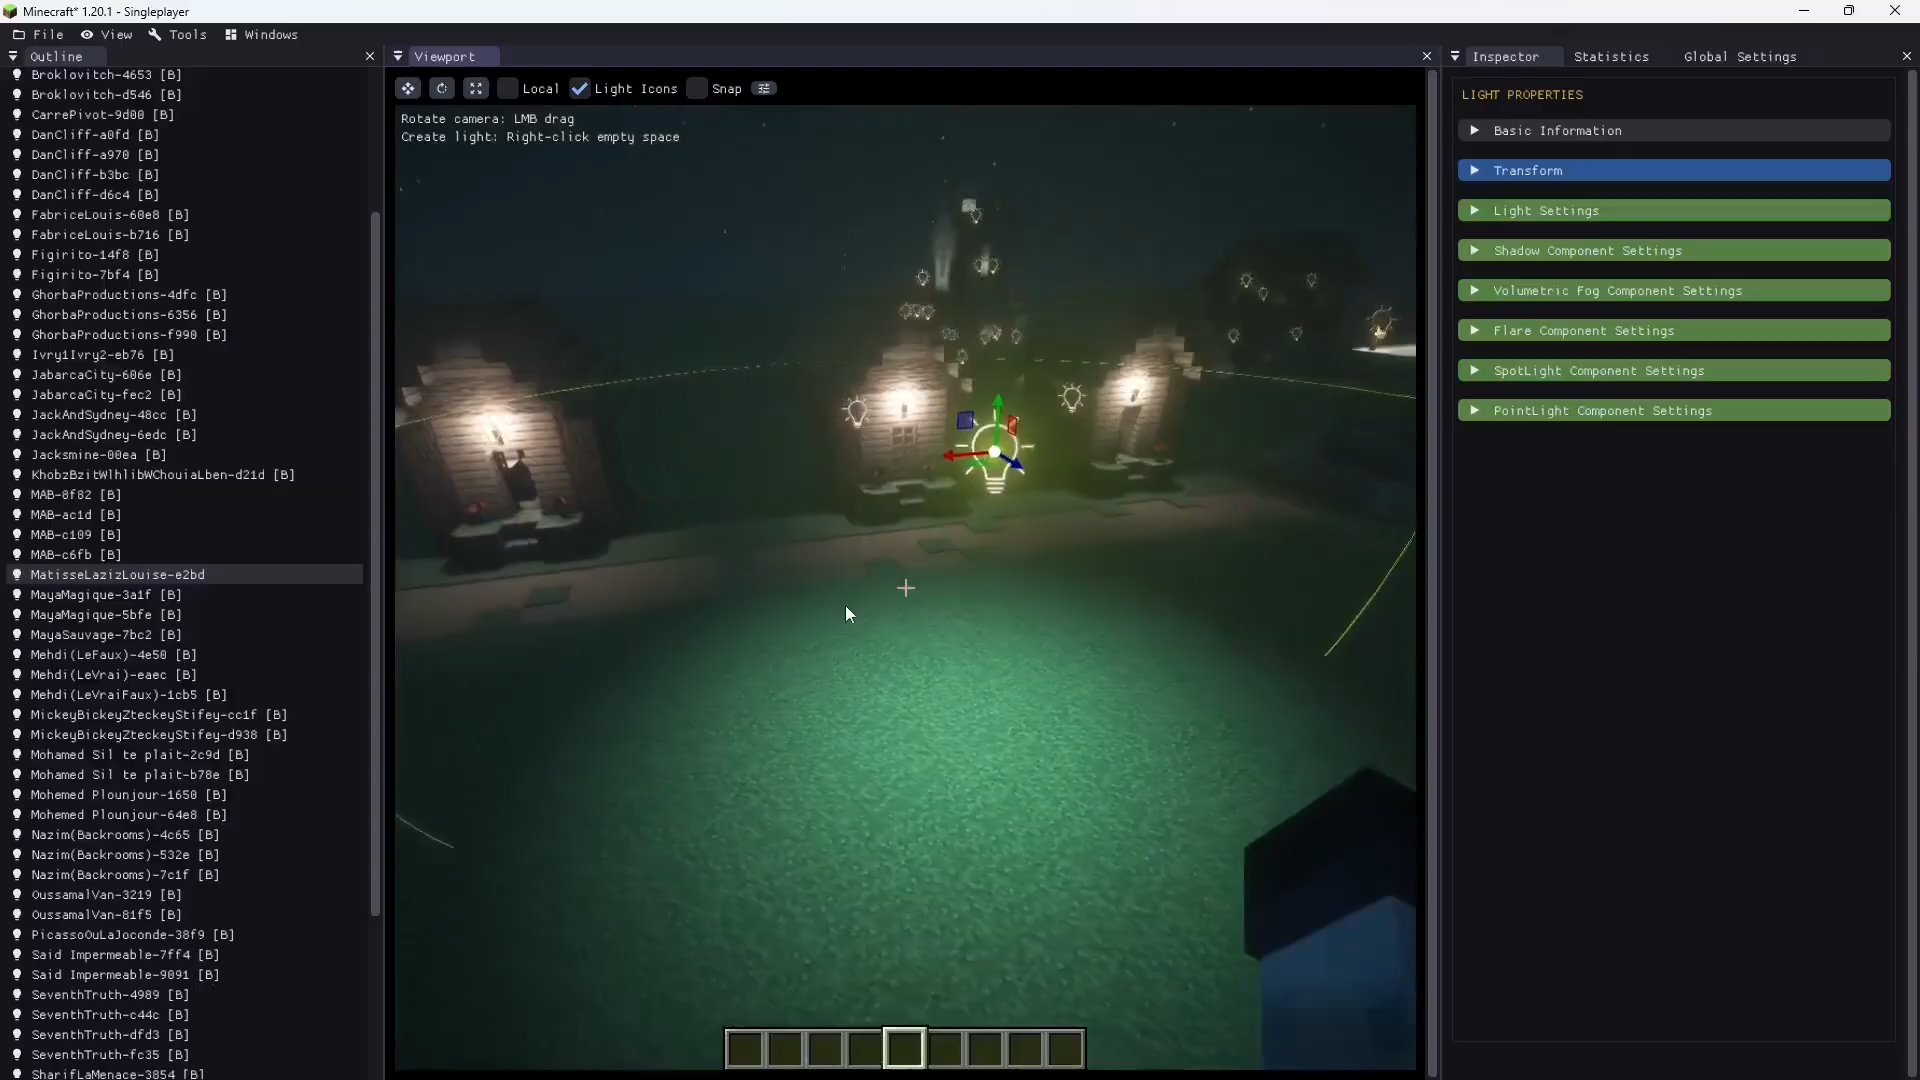 Minecraft* 1.20.1 - Singleplayer
File View Tools Windows
Outline
Broklovitch-4653 [B]
Broklovitch-d546 [B]
CarrePivot-9d00 [B]
DanCliff-a0fd [B]
DanCliff-a970 [B]
DanCliff-b3bc [B]
DanCliff-d6c4 [B]
FabriceLouis-60e8 [B]
FabriceLouis-b716 [B]
Figirito-14f8 [B]
Figirito-7bf4 [B]
GhorbaProductions-4dfc [B]
GhorbaProductions-6356 [B]
GhorbaProductions-f990 [B]
Ivry1Ivry2-eb76 [B]
JabarcaCity-606e [B]
JabarcaCity-fec2 [B]
JackAndSydney-48cc [B]
JackAndSydney-6edc [B]
Jacksmine-00ea [B]
KhobzBzitWlhlibWChouiaLben-d21d [B]
MAB-8f82 [B]
MAB-ac1d [B]
MAB-c109 [B]
MAB-c6fb [B]
MatisseLazizLouise-e2bd
MayaMagique-3a1f [B]
MayaMagique-5bfe [B]
MayaSauvage-7bc2 [B]
Mehdi(LeFaux)-4e50 [B]
Mehdi(LeVrai)-eaec [B]
Mehdi(LeVraiFaux)-1cb5 [B]
MickeyBickeyZteckeyStifey-cc1f [B]
MickeyBickeyZteckeyStifey-d938 [B]
Mohamed Sil te plait-2c9d [B]
Mohamed Sil te plait-b78e [B]
Mohemed Plounjour-1650 [B]
Mohemed Plounjour-64e8 [B]
Nazim(Backrooms)-4c65 [B]
Nazim(Backrooms)-532e [B]
Nazim(Backrooms)-7c1f [B]
OussamalVan-3219 [B]
OussamalVan-81f5 [B]
PicassoOuLaJoconde-38f9 [B]
Said Impermeable-7ff4 [B]
Said Impermeable-9091 [B]
SeventhTruth-4989 [B]
SeventhTruth-c44c [B]
SeventhTruth-dfd3 [B]
SeventhTruth-fc35 [B]
SharifLaMenace-3854 [B]
Viewport
Local Light Icons Snap
Rotate camera: LMB drag
Create light: Right-click empty space
Inspector Statistics Global Settings
LIGHT PROPERTIES
Basic Information
Transform
Light Settings
Shadow Component Settings
Volumetric Fog Component Settings
Flare Component Settings
SpotLight Component Settings
PointLight Component Settings